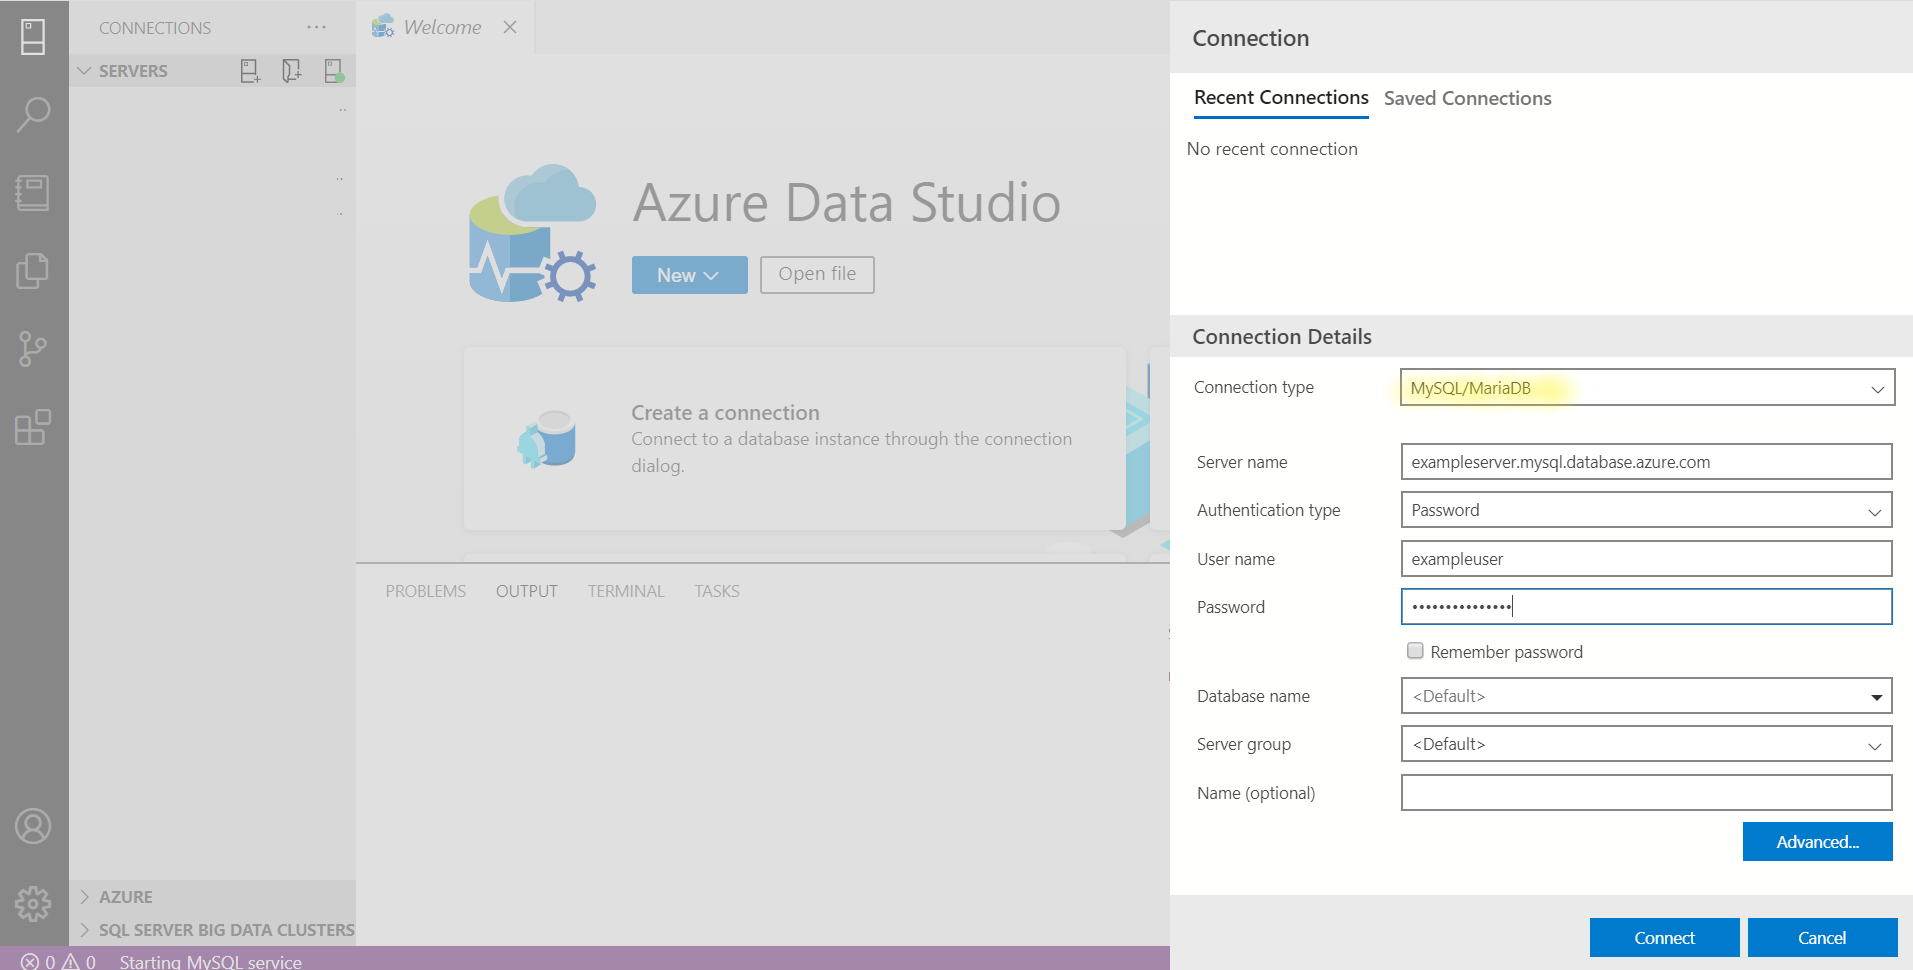 CONNECTIONS
Welcome
SERVERS
Azure Data Studio
New
Open file
Create a connection
Connect to a database instance through the connection
dialog.
PROBLEMS OUTPUT TERMINAL TASKS
AZURE
SQL SERVER BIG DATA CLUSTERS
0 0 Starting MySQL service
Connection
Recent Connections Saved Connections
No recent connection
Connection Details
Connection type MySQL/MariaDB
Server name exampleserver.mysql.database.azure.com
Authentication type Password
User name exampleuser
Password •••••••••••••••
Remember password
Database name <Default>
Server group <Default>
Name (optional)
Advanced...
Connect Cancel